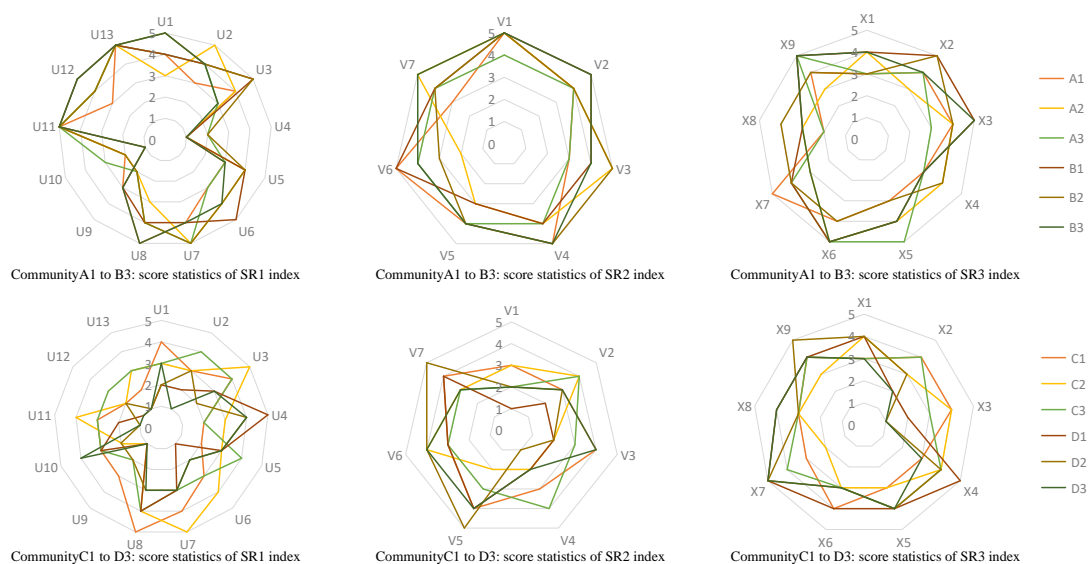 U1
U2
U3
U4
U5
U6
U7
U8
U9
U10
U11
U12
U13
5
4
3
2
1
0
CommunityA1 to B3: score statistics of SR1 index
V1
V2
V3
V4
V5
V6
V7
5
4
3
2
1
0
CommunityA1 to B3: score statistics of SR2 index
X1
X2
X3
X4
X5
X6
X7
X8
X9
5
4
3
2
1
0
CommunityA1 to B3: score statistics of SR3 index
A1
A2
A3
B1
B2
B3
U1
U2
U3
U4
U5
U6
U7
U8
U9
U10
U11
U12
U13
5
4
3
2
1
0
CommunityC1 to D3: score statistics of SR1 index
V1
V2
V3
V4
V5
V6
V7
5
4
3
2
1
0
CommunityC1 to D3: score statistics of SR2 index
X1
X2
X3
X4
X5
X6
X7
X8
X9
5
4
3
2
1
0
CommunityC1 to D3: score statistics of SR3 index
C1
C2
C3
D1
D2
D3